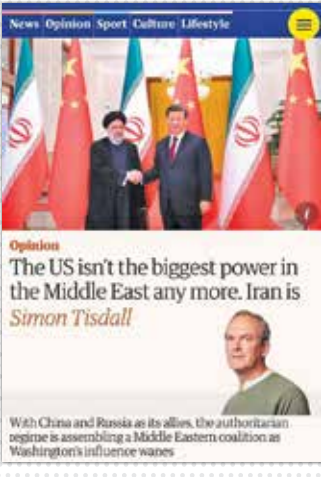 News Opinion Sport Culture Lifestyle
Opinion
The US isn't the biggest power in
the Middle East any more. Iran is
Simon Tisdall
With China and Russia as its allies, the authoritarian
regime is assembling a Middle Eastern coalition as
Washington's influence wanes